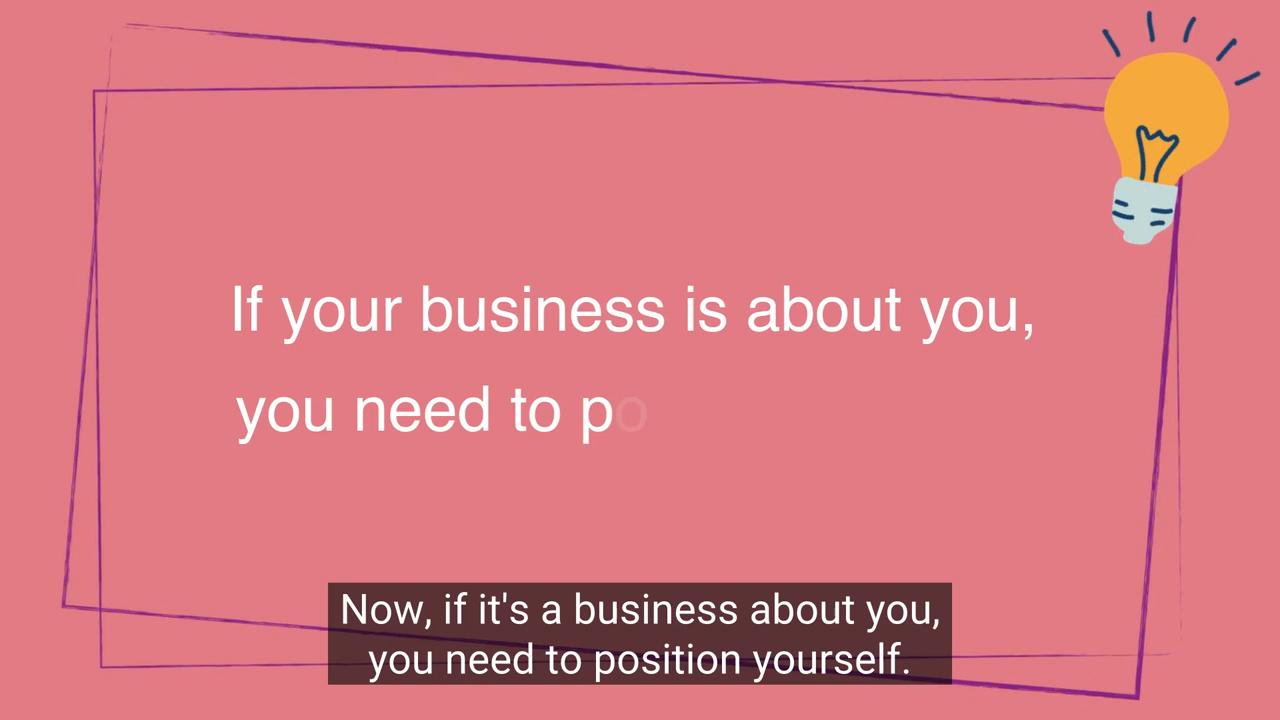 If your business is about you,
you need to po
Now, if it's a business about you,
you need to position yourself.